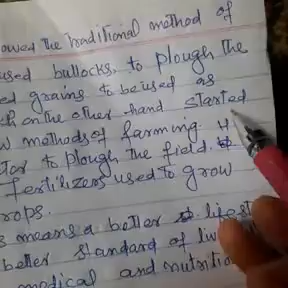 owed the Traditional method of
used bullocks, to plough the
ed grains to be used as
on the other hand started
w methods of farming. H
tor to plough the field.
fertilizers used to grow
rops.
s means a better lifest
better standard of liv
medical and nutritio